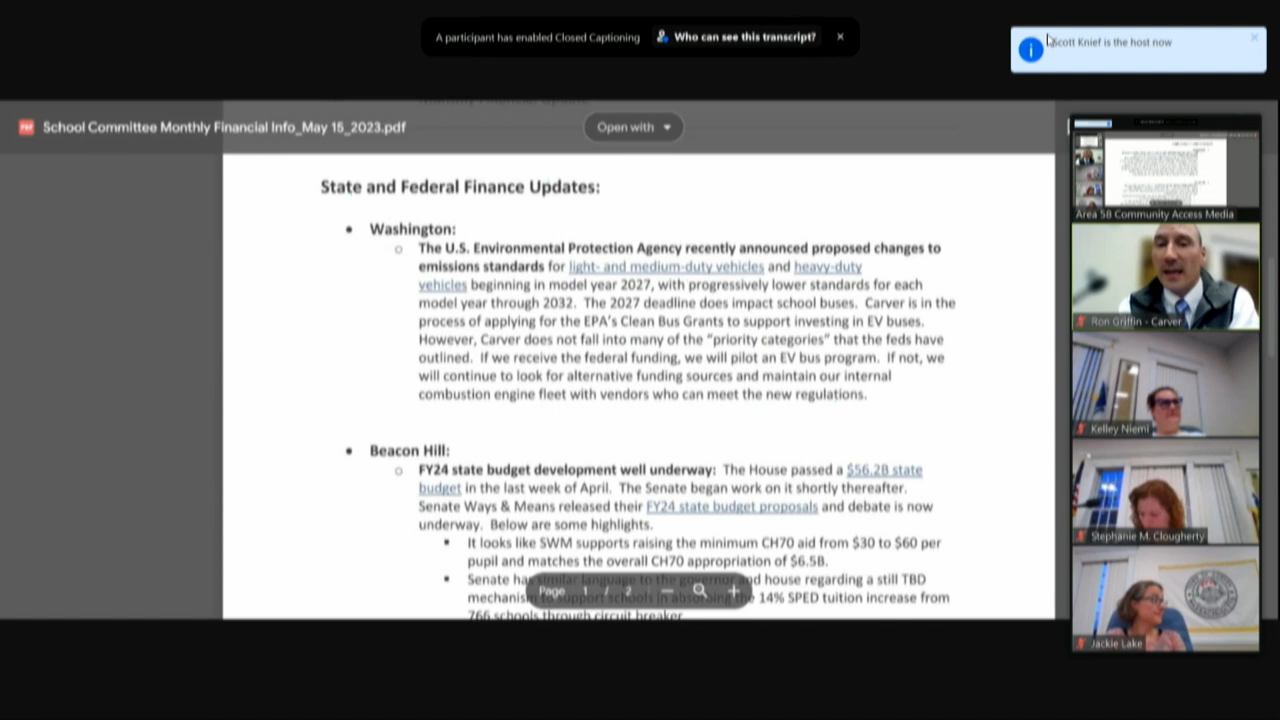 A participant has enabled Closed Captioning
Who can see this transcript?
Scott Knief is the host now
School Committee Monthly Financial Info_May 15_2023.pdf
Open with
State and Federal Finance Updates:
• Washington:
o The U.S. Environmental Protection Agency recently announced proposed changes to
emissions standards for light- and medium-duty vehicles and heavy-duty
vehicles beginning in model year 2027, with progressively lower standards for each
model year through 2032. The 2027 deadline does impact school buses. Carver is in the
process of applying for the EPA's Clean Bus Grants to support investing in EV buses.
However, Carver does not fall into many of the "priority categories" that the feds have
outlined. If we receive the federal funding, we will pilot an EV bus program. If not, we
will continue to look for alternative funding sources and maintain our internal
combustion engine fleet with vendors who can meet the new regulations.
• Beacon Hill:
o FY24 state budget development well underway: The House passed a $56.2B state
budget in the last week of April. The Senate began work on it shortly thereafter.
Senate Ways & Means released their FY24 state budget proposals and debate is now
underway. Below are some highlights.
▪ It looks like SWM supports raising the minimum CH70 aid from $30 to $60 per
pupil and matches the overall CH70 appropriation of $6.5B.
▪ Senate has similar language to the governor and house regarding a still TBD
mechanism to support schools in absorbing the 14% SPED tuition increase from
766 schools through circuit breaker
Page 1 /
Area 58 Community Access Media
Ron Griffin - Carver
Kelley Niemi
Stephanie M. Clougherty
Jackie Lake